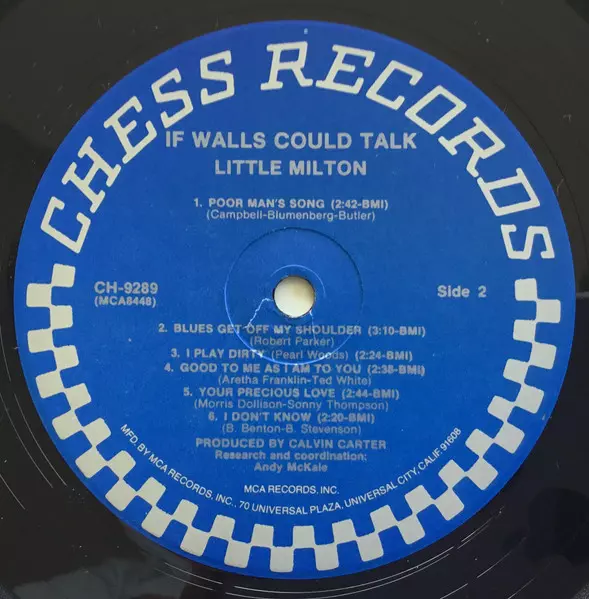 CHESS RECORDS
IF WALLS COULD TALK
LITTLE MILTON
1. POOR MAN'S SONG (2:42-BMI)
(Campbell-Blumenberg-Butler)
CH-9289
(MCA8448)
Side 2
2. BLUES GET OFF MY SHOULDER (3:10-BMI)
(Robert Parker)
3. I PLAY DIRTY (Pearl Woods) (2:24-BMI)
4. GOOD TO ME AS I AM TO YOU (2:38-BMI)
(Aretha Franklin-Ted White)
5. YOUR PRECIOUS LOVE (2:44-BMI)
(Morris Dollison-Sonny Thompson)
6. I DON'T KNOW (2:20-BMI)
(B. Benton-B. Stevenson)
PRODUCED BY CALVIN CARTER
Research and coordination:
Andy McKaie
MCA RECORDS, INC.
MFD. BY MCA RECORDS, INC., 70 UNIVERSAL PLAZA, UNIVERSAL CITY, CALIF. 91608